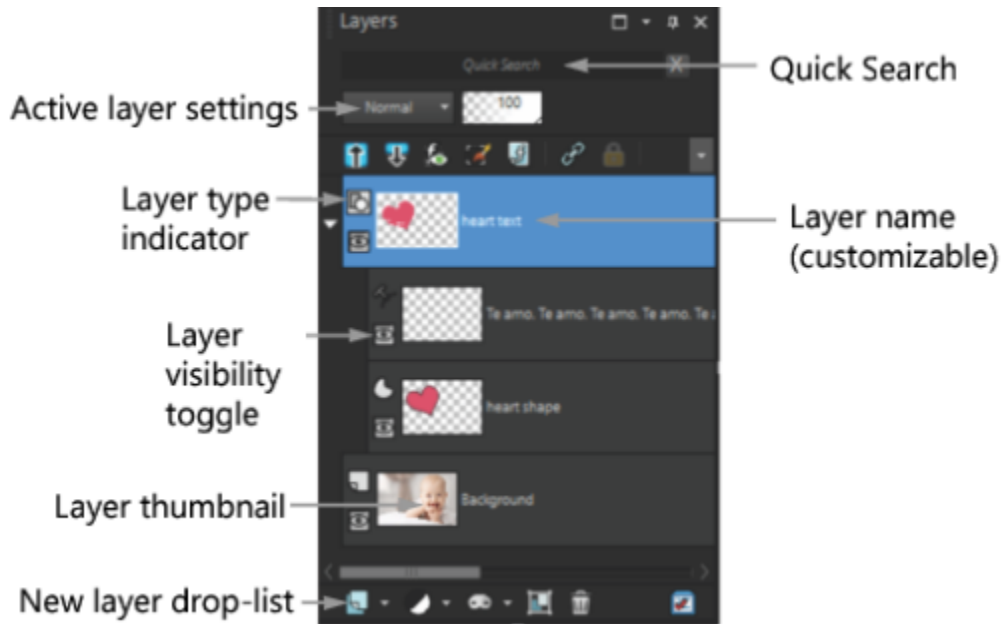 Layers
Quick Search
Quick Search
Active layer settings
Normal
100
Layer type
indicator
heart text
Layer name
(customizable)
Te amo. Te amo. Te amo. Te amo. Te
Layer
visibility
toggle
heart shape
Layer thumbnail
Background
New layer drop-list